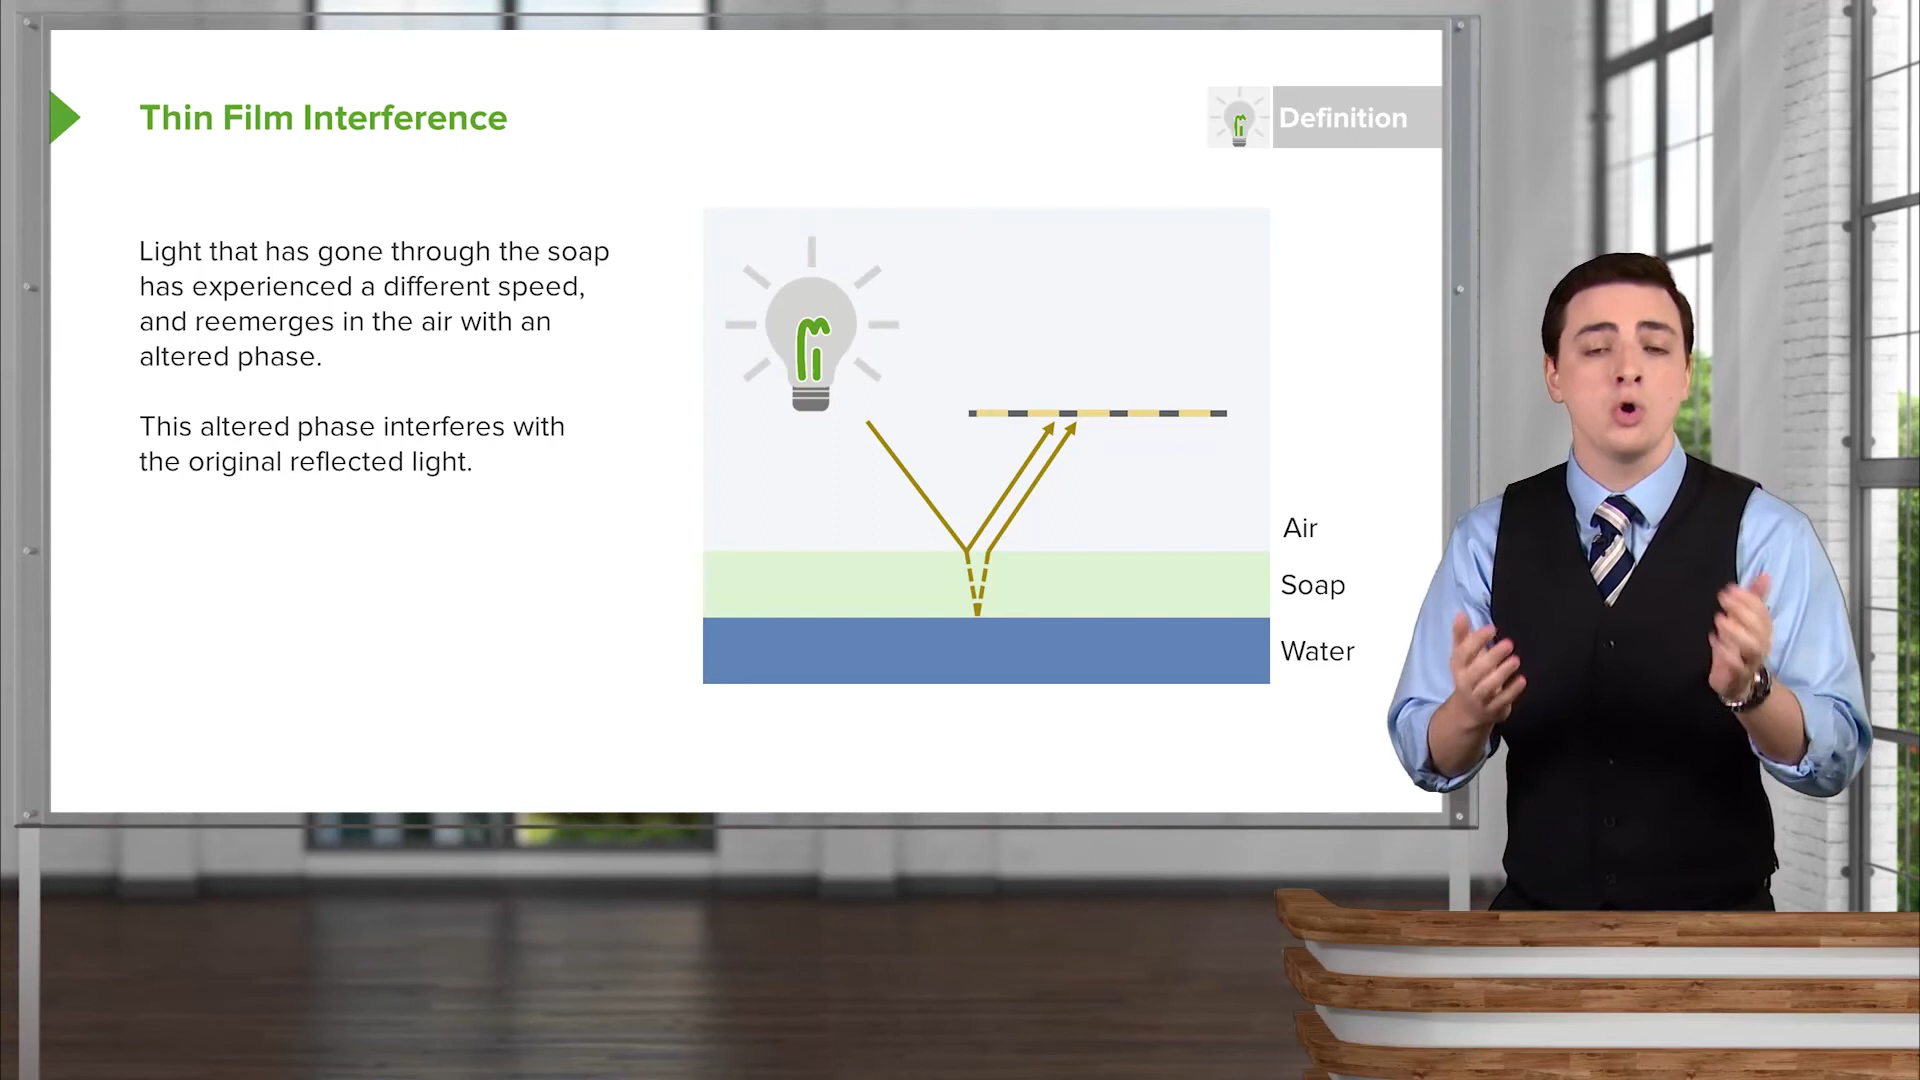 Thin Film Interference
Definition
Light that has gone through the soap
has experienced a different speed,
and reemerges in the air with an
altered phase.
This altered phase interferes with
the original reflected light.
Air
Soap
Water